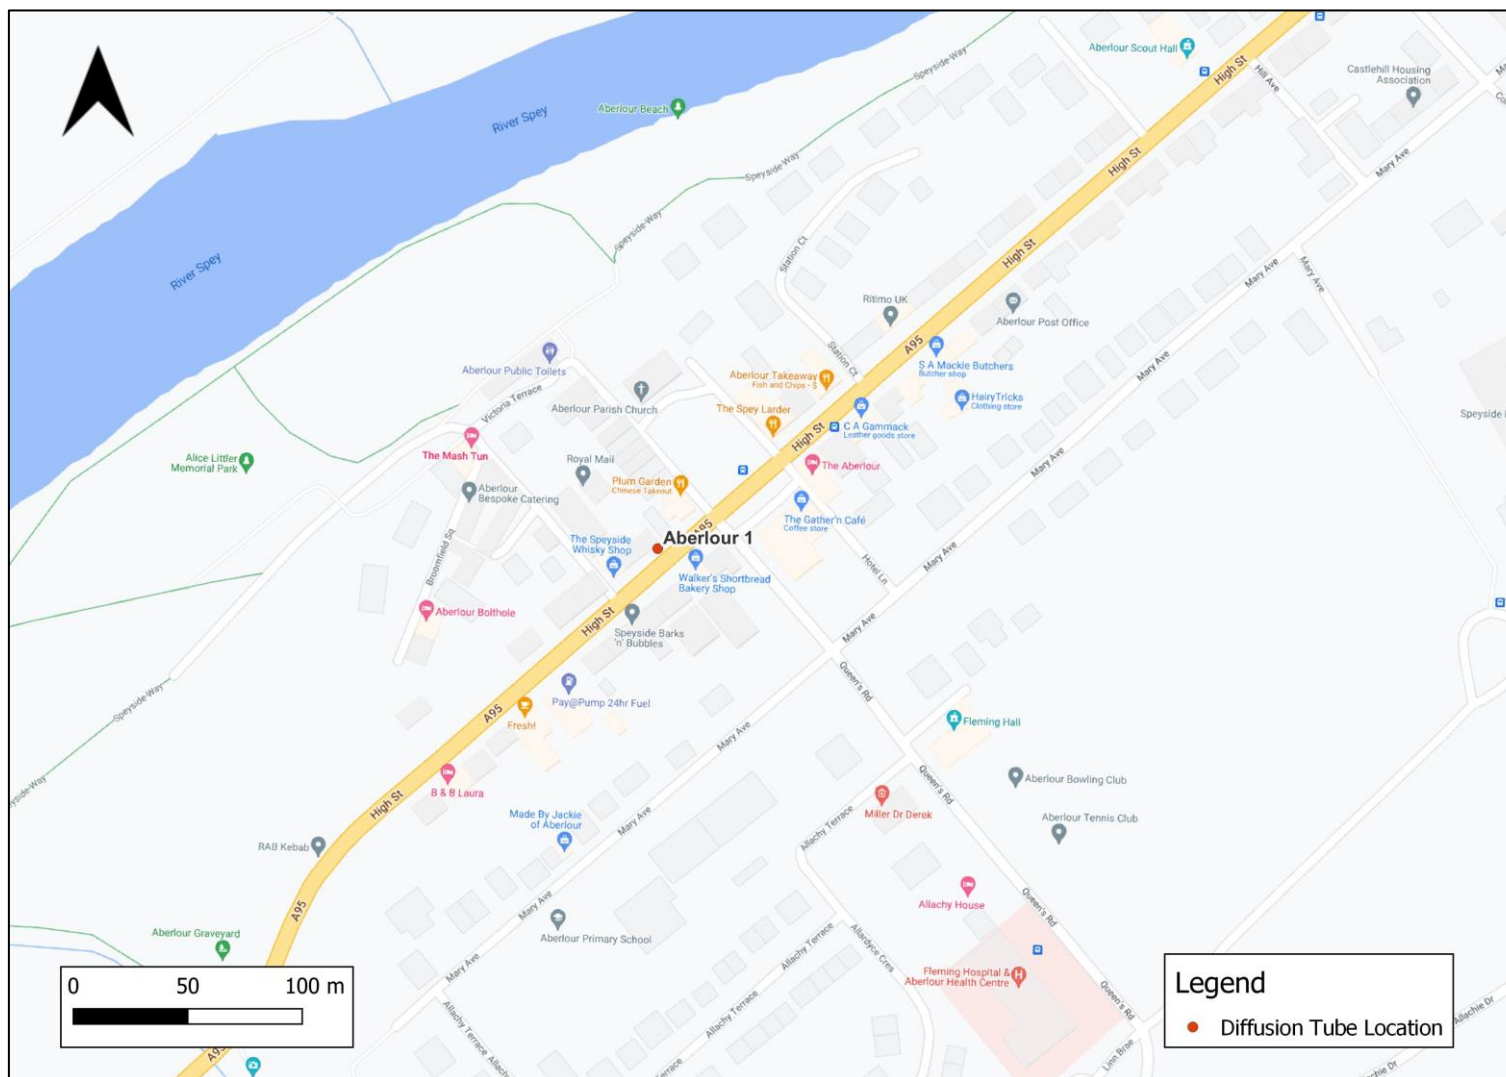 Aberlour Scout Hall
High St
Hill Ave
Castlehill Housing
Association
Mary Ave
Speyside-Way
Aberlour Beach
River Spey
High St
Speyside-Way
Mary Ave
Speyside-Way
Station Ct
High St
Mary Ave
River Spey
Ritimo UK
Aberlour Post Office
Station Ct
A95
S A Mackie Butchers
Butcher shop
Aberlour Public Toilets
Aberlour Takeaway
Fish and Chips - $
Mary Ave
Victoria Terrace
Aberlour Parish Church
The Spey Larder
HairyTricks
Clothing store
C A Gammack
Leather goods store
High St
The Mash Tun
Alice Littler
Memorial Park
Royal Mail
The Aberlour
Mary Ave
Aberlour
Bespoke Catering
Plum Garden
Chinese Takeout
The Gather'n Café
Coffee store
A95
Aberlour 1
The Speyside
Whisky Shop
Broomfield Sq
Hotel Ln
Mary Ave
Walker's Shortbread
Bakery Shop
Aberlour Bolthole
High St
Speyside Barks
'n' Bubbles
Mary Ave
Queen's Rd
Speyside-Way
Pay@Pump 24hr Fuel
A95
Fresh!
Mary Ave
Fleming Hall
B & B Laura
High St
Queen's Rd
Aberlour Bowling Club
Made By Jackie
of Aberlour
Mary Ave
Allachy Terrace
Miller Dr Derek
Aberlour Tennis Club
RAB Kebab
Mary Ave
A95
Allachy House
Queen's Rd
Aberlour Graveyard
Aberlour Primary School
Allachy Terrace
Allardyce Cres
Mary Ave
Fleming Hospital &
Aberlour Health Centre
Queen's Rd
0 50 100 m
Allachy Terrace
Allachy Terrace
Linn Brae
Allachie Dr
Legend
Diffusion Tube Location